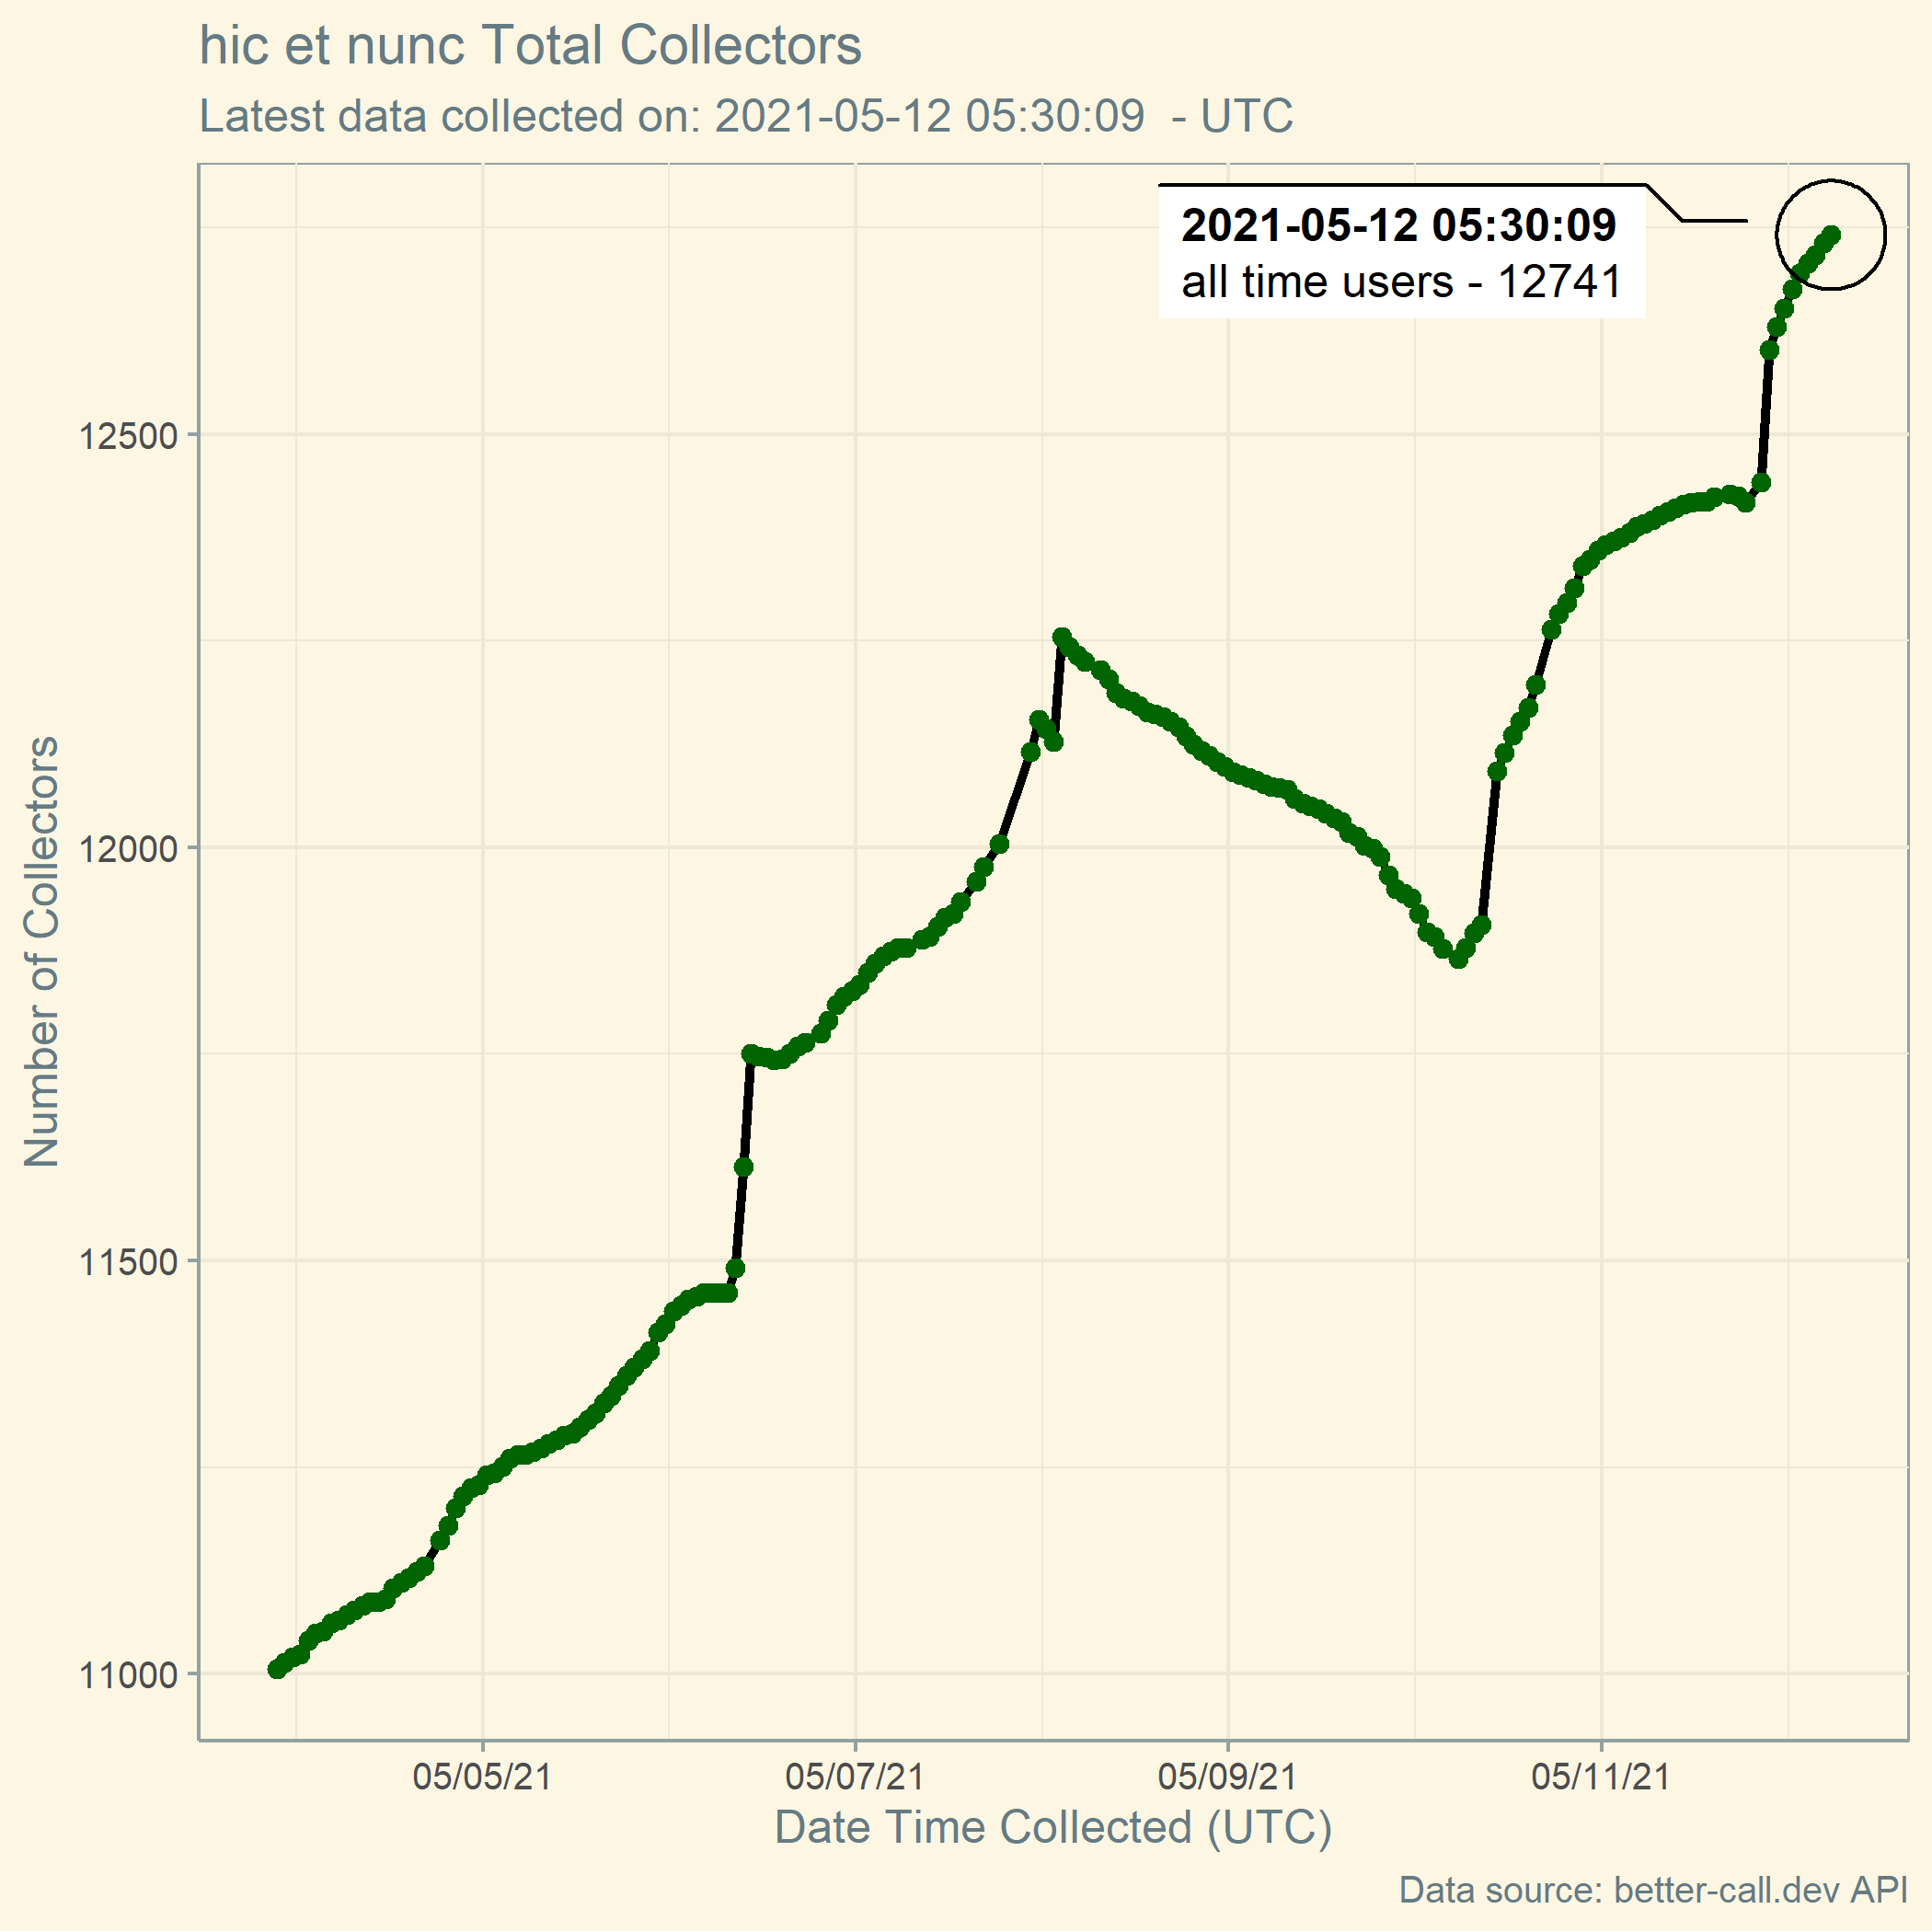 hic et nunc Total Collectors
Latest data collected on: 2021-05-12 05:30:09  - UTC
2021-05-12 05:30:09
all time users - 12741
Number of Collectors
12500
12000
11500
11000
05/05/21
05/07/21
05/09/21
05/11/21
Date Time Collected (UTC)
Data source: better-call.dev API